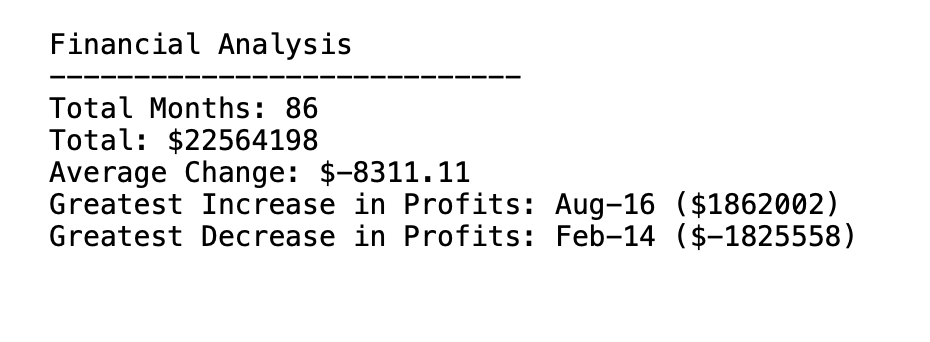 Financial Analysis
----------------------------
Total Months: 86
Total: $22564198
Average Change: $-8311.11
Greatest Increase in Profits: Aug-16 ($1862002)
Greatest Decrease in Profits: Feb-14 ($-1825558)